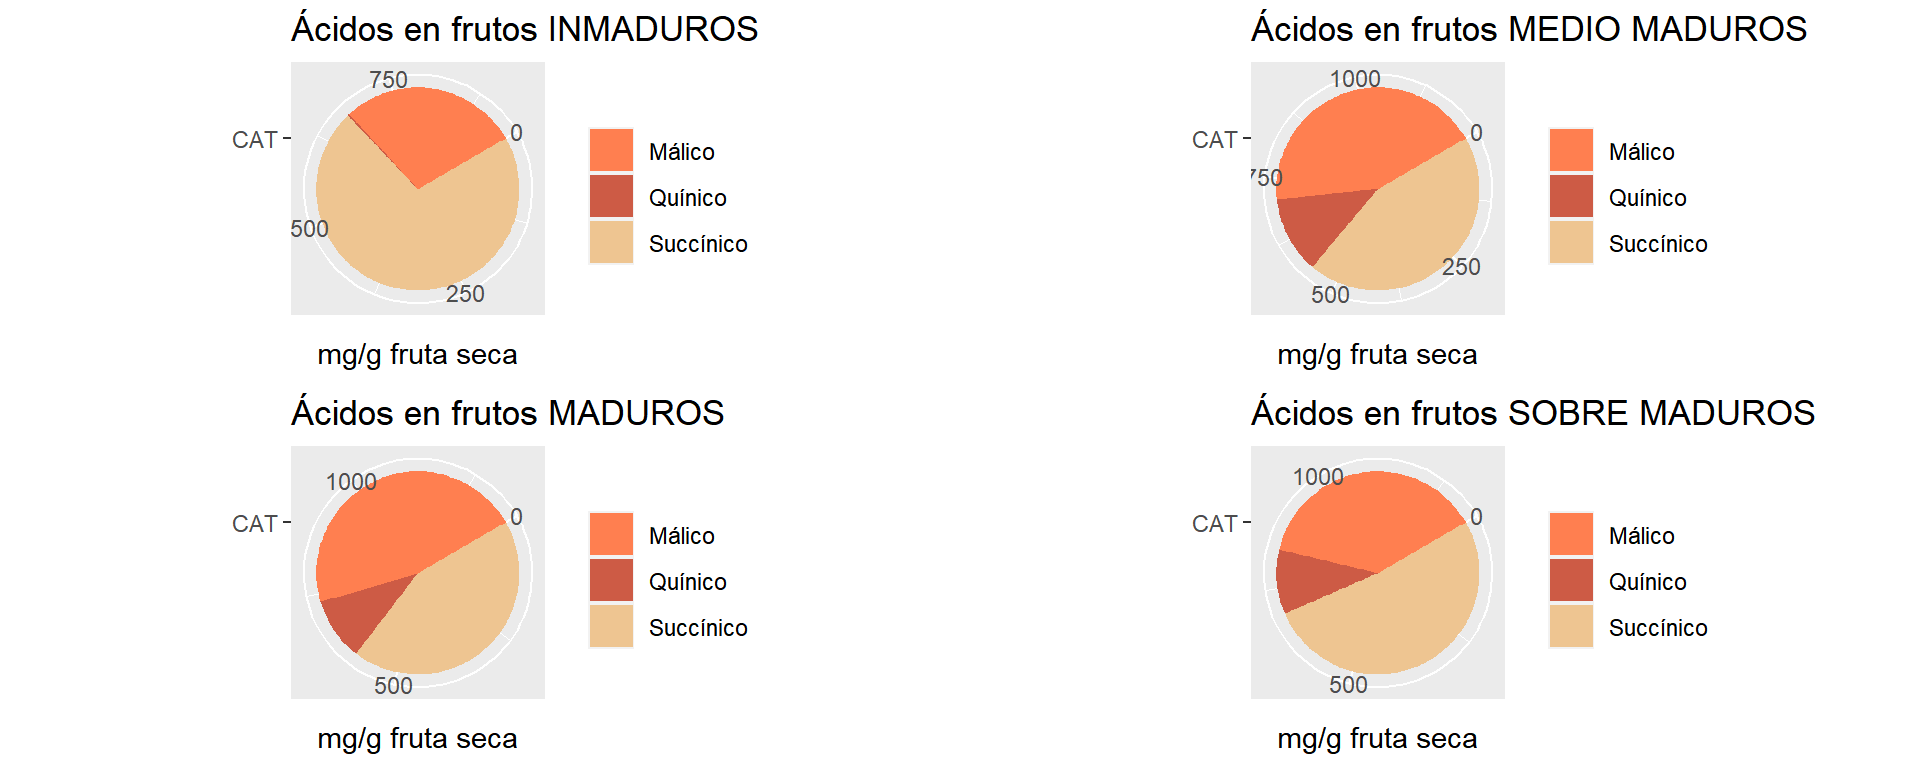 Ácidos en frutos INMADUROS
750
0
CAT
500
250
Málico
Quínico
Succínico
mg/g fruta seca
Ácidos en frutos MEDIO MADUROS
1000
0
CAT
750
250
500
Málico
Quínico
Succínico
mg/g fruta seca
Ácidos en frutos MADUROS
1000
0
CAT
500
Málico
Quínico
Succínico
mg/g fruta seca
Ácidos en frutos SOBRE MADUROS
1000
0
CAT
500
Málico
Quínico
Succínico
mg/g fruta seca